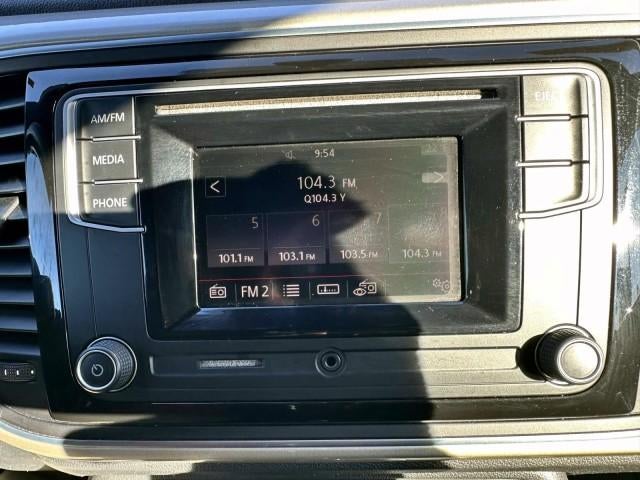 AM/FM
MEDIA
PHONE
EJECT
9:54
104.3 FM
Q104.3 Y
5 6 7
101.1 FM 103.1 FM 103.5 FM 104.3 FM
FM 2